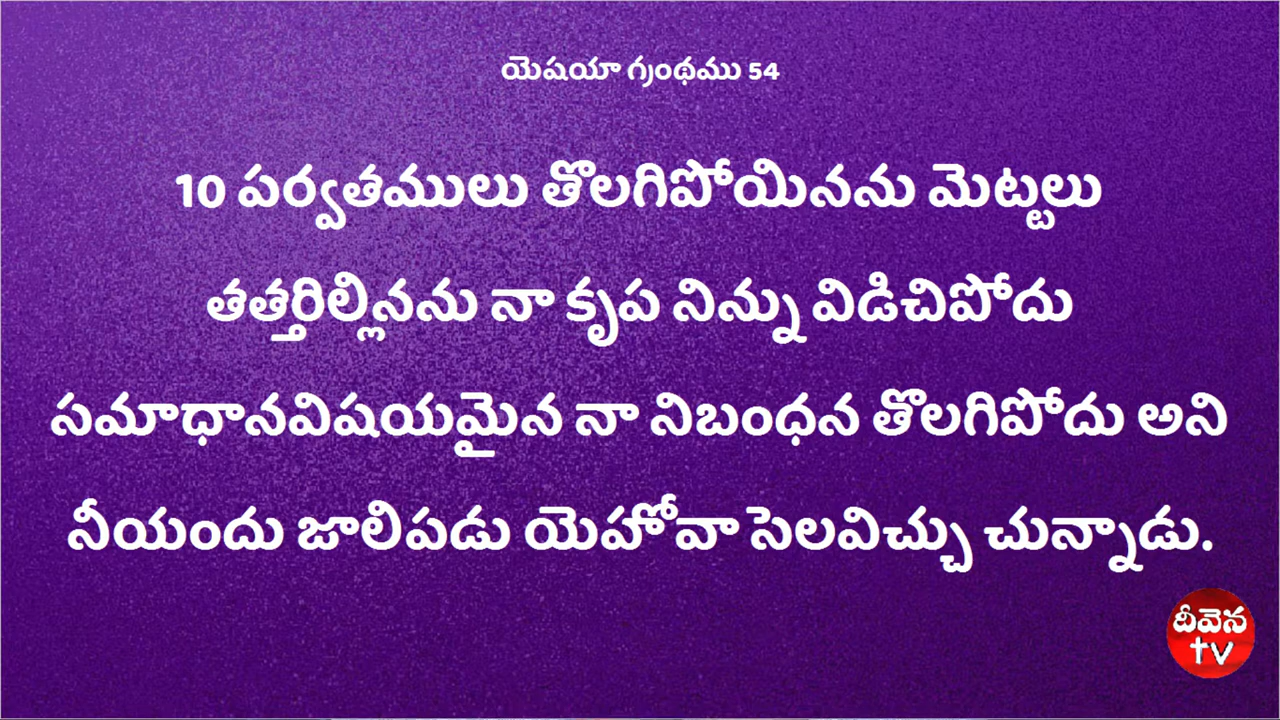 యెషయా గ్రంథము 54
10 పర్వతములు తొలగిపోయినను మెట్టలు
తత్తరిల్లినను నా కృప నిన్ను విడిచిపోదు
సమాధానవిషయమైన నా నిబంధన తొలగిపోదు అని
నీయందు జాలిపడు యెహోవా సెలవిచ్చు చున్నాడు.
దీవెన
tv